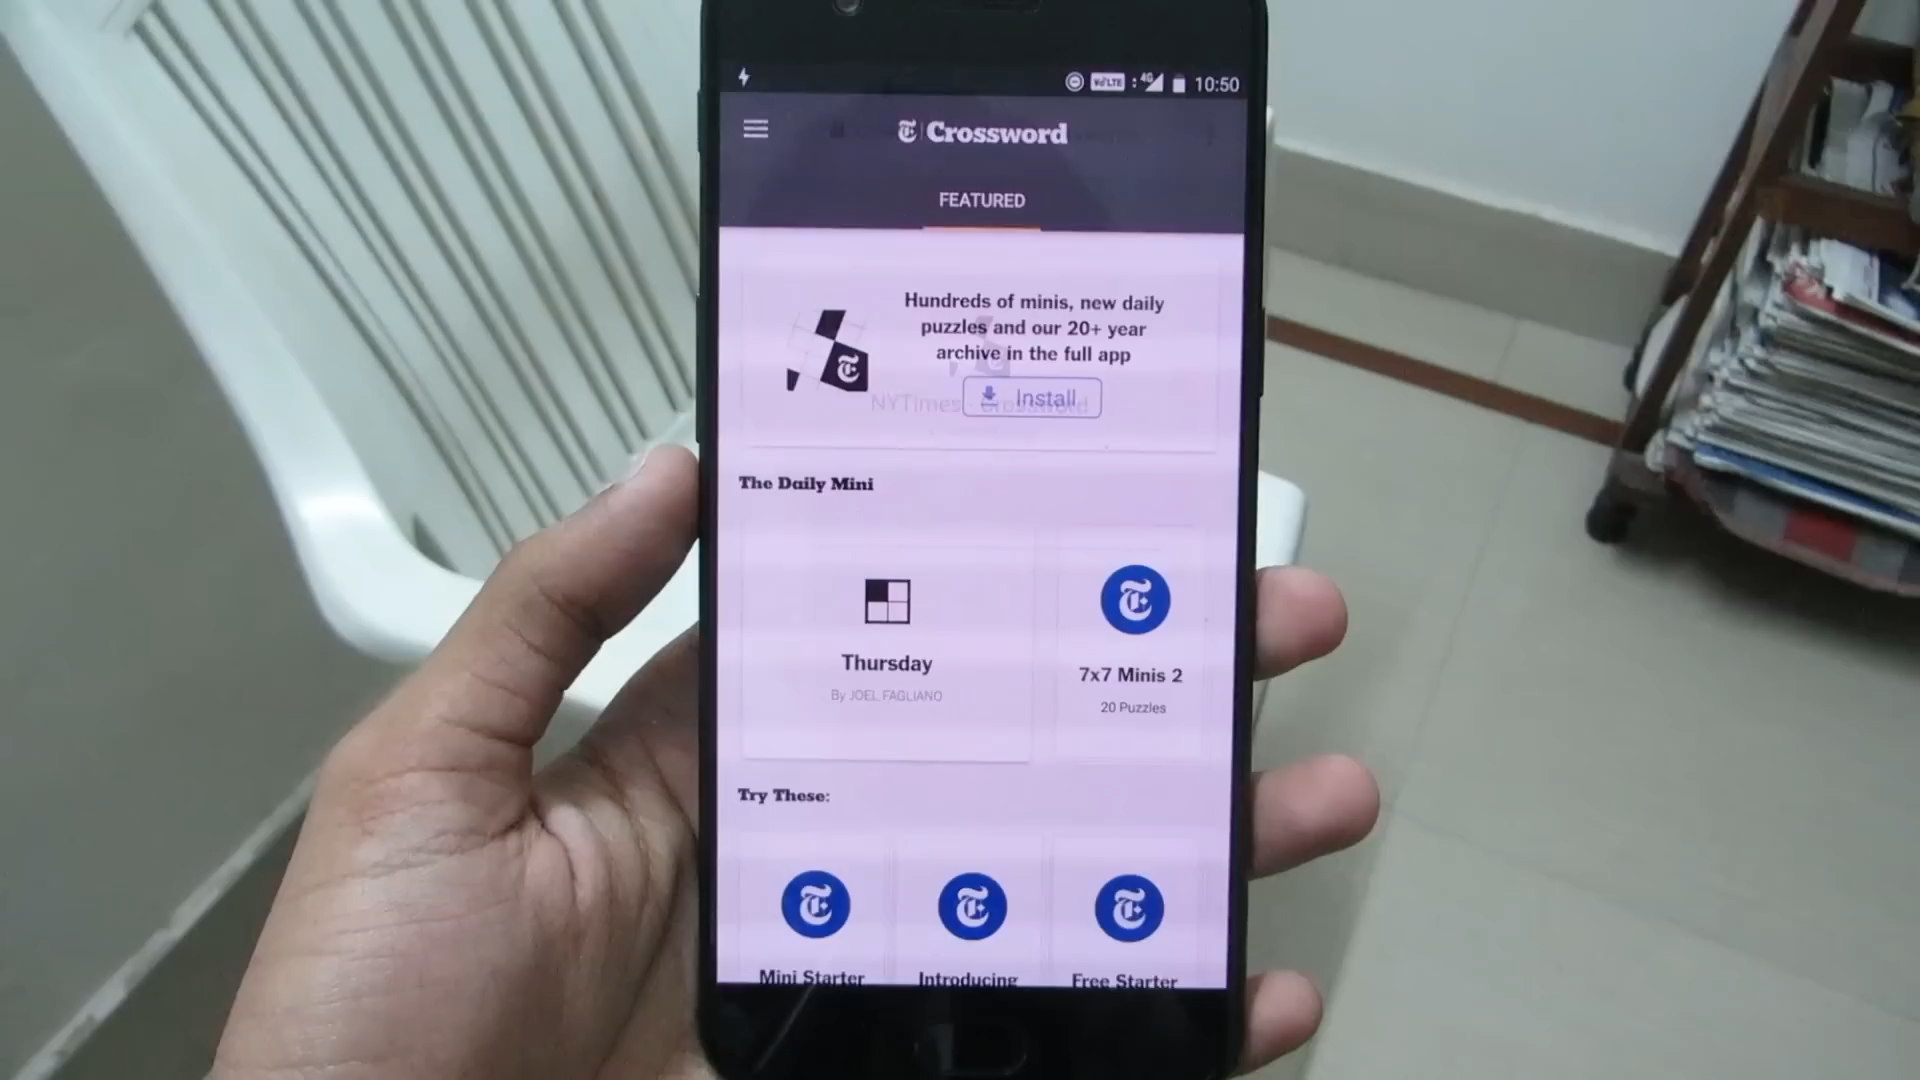 VoLTE 4G 10:50
T Crossword
FEATURED
Hundreds of minis, new daily
puzzles and our 20+ year
archive in the full app
Install
NYTimes - Crossword
The Daily Mini
Thursday
By JOEL FAGLIANO
7x7 Minis 2
20 Puzzles
Try These:
Mini Starter
Introducing
Free Starter